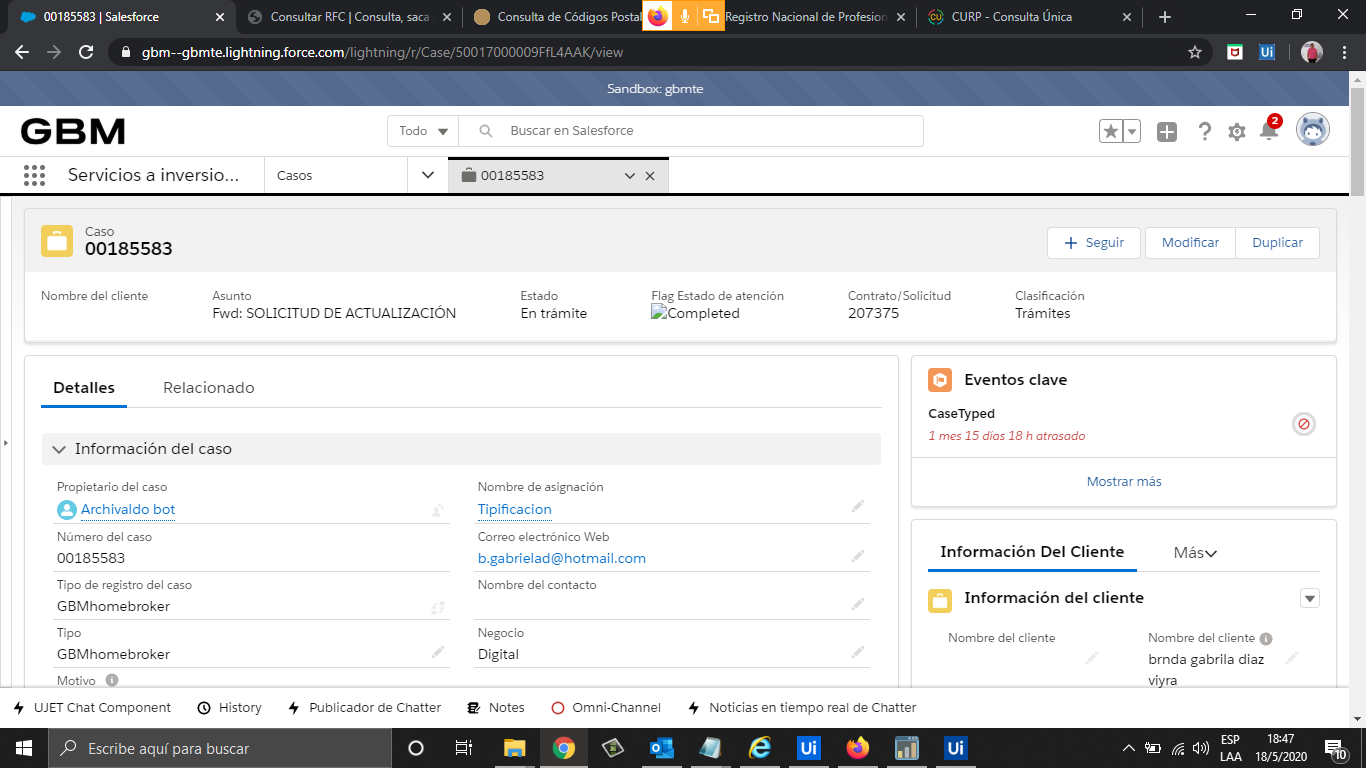 00185583 | Salesforce
Consultar RFC | Consulta, saca
Consulta de Códigos Postal
Registro Nacional de Profesion
CURP - Consulta Única
gbm--gbmte.lightning.force.com/lightning/r/Case/50017000009FfL4AAK/view
Sandbox: gbmte
GBM
Todo
Buscar en Salesforce
2
Servicios a inversio...
Casos
00185583
Caso
00185583
Seguir
Modificar
Duplicar
Nombre del cliente
Asunto
Fwd: SOLICITUD DE ACTUALIZACIÓN
Estado
En trámite
Flag Estado de atención
Completed
Contrato/Solicitud
207375
Clasificación
Trámites
Detalles
Relacionado
Información del caso
Propietario del caso
Archivaldo bot
Nombre de asignación
Tipificacion
Número del caso
00185583
Correo electrónico Web
b.gabrielad@hotmail.com
Tipo de registro del caso
GBMhomebroker
Nombre del contacto
Tipo
GBMhomebroker
Negocio
Digital
Motivo
Eventos clave
CaseTyped
1 mes 15 días 18 h atrasado
Mostrar más
Información Del Cliente
Más
Información del cliente
Nombre del cliente
Nombre del cliente
brnda gabrila diaz
viyra
UJET Chat Component
History
Publicador de Chatter
Notes
Omni-Channel
Noticias en tiempo real de Chatter
Escribe aquí para buscar
ESP
LAA
18:47
18/5/2020
10